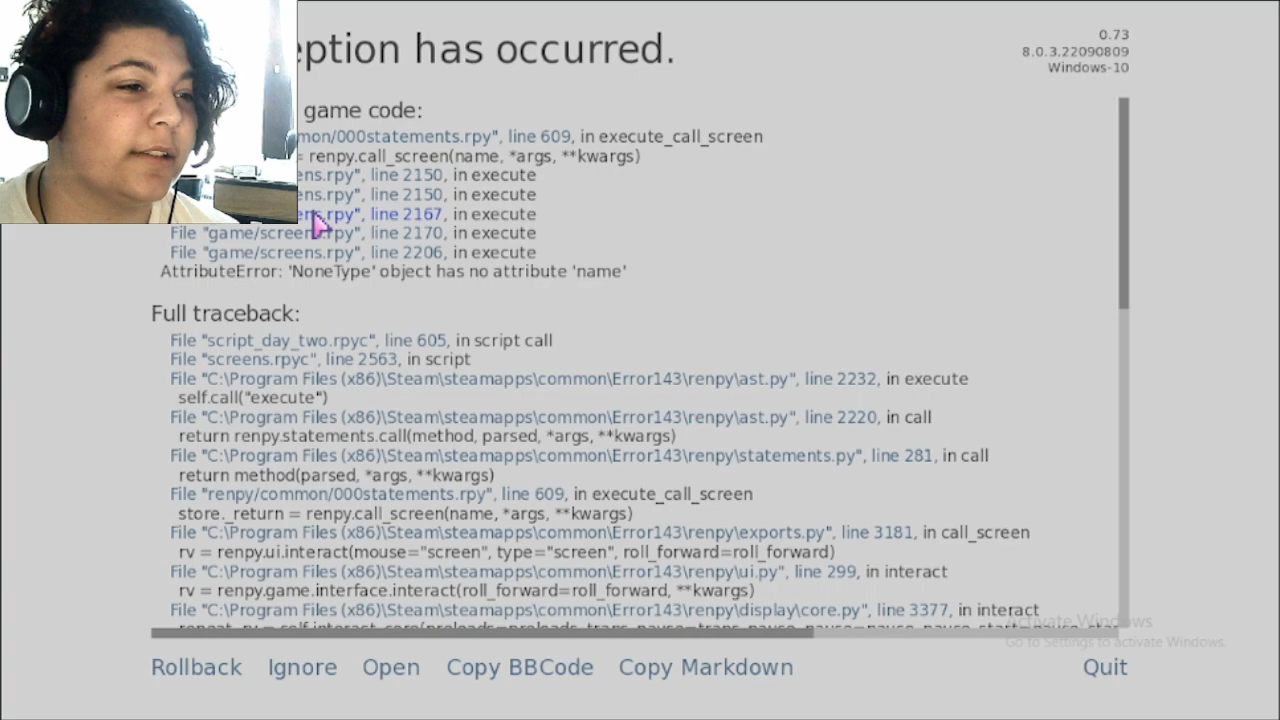 eption has occurred.
0.73
8.0.3.22090809
Windows-10
game code:
mon/000statements.rpy", line 609, in execute_call_screen
= renpy.call_screen(name, *args, **kwargs)
ens.rpy", line 2150, in execute
ens.rpy", line 2150, in execute
ens.rpy", line 2167, in execute
File "game/screens.rpy", line 2170, in execute
File "game/screens.rpy", line 2206, in execute
AttributeError: 'NoneType' object has no attribute 'name'
Full traceback:
File "script_day_two.rpyc", line 605, in script call
File "screens.rpyc", line 2563, in script
File "C:\Program Files (x86)\Steam\steamapps\common\Error143\renpy\ast.py", line 2232, in execute
self.call("execute")
File "C:\Program Files (x86)\Steam\steamapps\common\Error143\renpy\ast.py", line 2220, in call
return renpy.statements.call(method, parsed, *args, **kwargs)
File "C:\Program Files (x86)\Steam\steamapps\common\Error143\renpy\statements.py", line 281, in call
return method(parsed, *args, **kwargs)
File "renpy/common/000statements.rpy", line 609, in execute_call_screen
store._return = renpy.call_screen(name, *args, **kwargs)
File "C:\Program Files (x86)\Steam\steamapps\common\Error143\renpy\exports.py", line 3181, in call_screen
rv = renpy.ui.interact(mouse="screen", type="screen", roll_forward=roll_forward)
File "C:\Program Files (x86)\Steam\steamapps\common\Error143\renpy\ui.py", line 299, in interact
rv = renpy.game.interface.interact(roll_forward=roll_forward, **kwargs)
File "C:\Program Files (x86)\Steam\steamapps\common\Error143\renpy\display\core.py", line 3377, in interact
Activate Windows
Go to Settings to activate Windows.
Rollback Ignore Open Copy BBCode Copy Markdown Quit